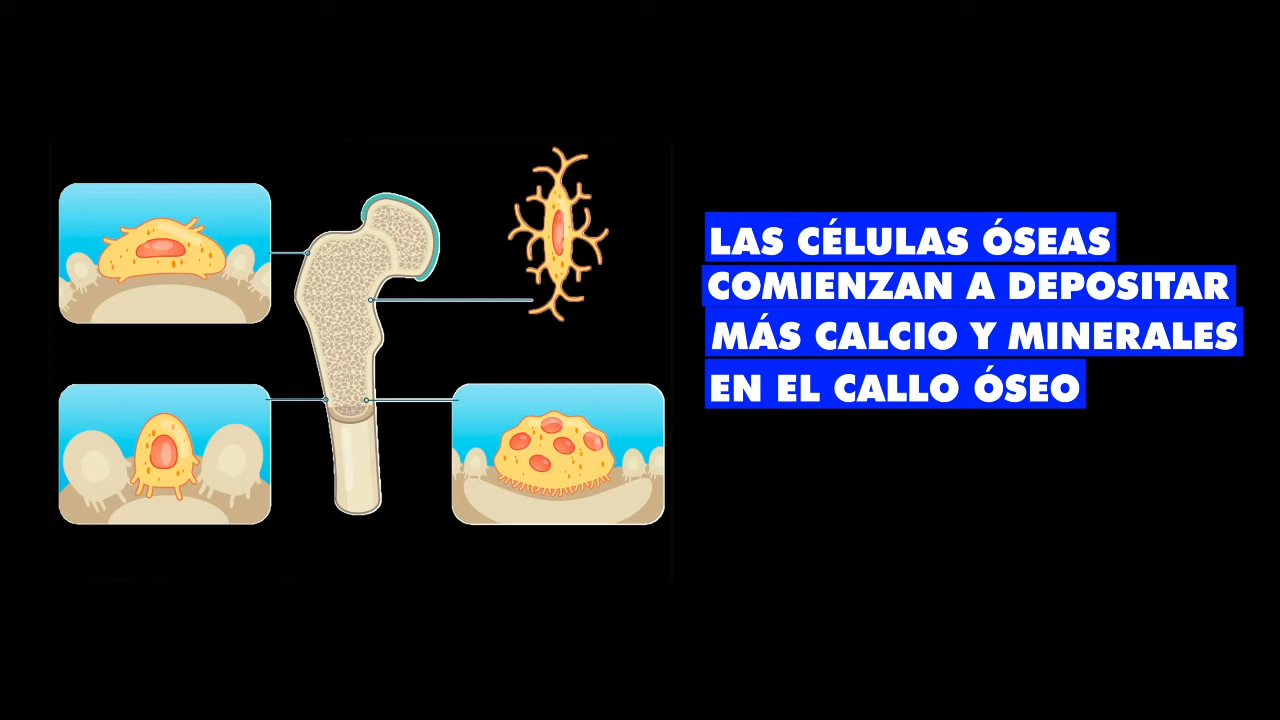 LAS CÉLULAS ÓSEAS
COMIENZAN A DEPOSITAR
MÁS CALCIO Y MINERALES
EN EL CALLO ÓSEO